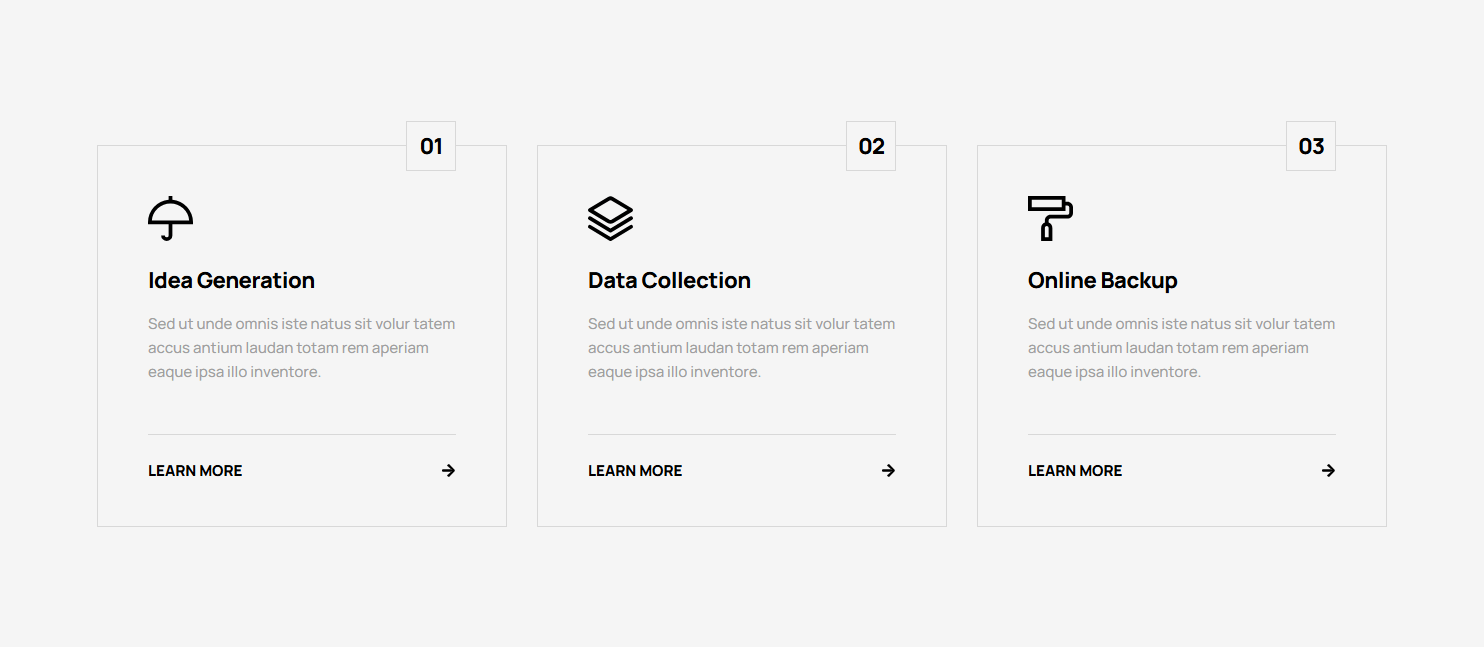 01
Idea Generation
Sed ut unde omnis iste natus sit volur tatem
accus antium laudan totam rem aperiam
eaque ipsa illo inventore.
LEARN MORE
02
Data Collection
Sed ut unde omnis iste natus sit volur tatem
accus antium laudan totam rem aperiam
eaque ipsa illo inventore.
LEARN MORE
03
Online Backup
Sed ut unde omnis iste natus sit volur tatem
accus antium laudan totam rem aperiam
eaque ipsa illo inventore.
LEARN MORE